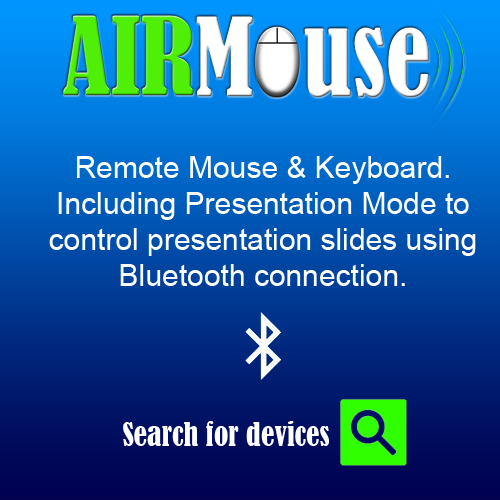 AIRMouse
Remote Mouse & Keyboard.
Including Presentation Mode to
control presentation slides using
Bluetooth connection.
Search for devices